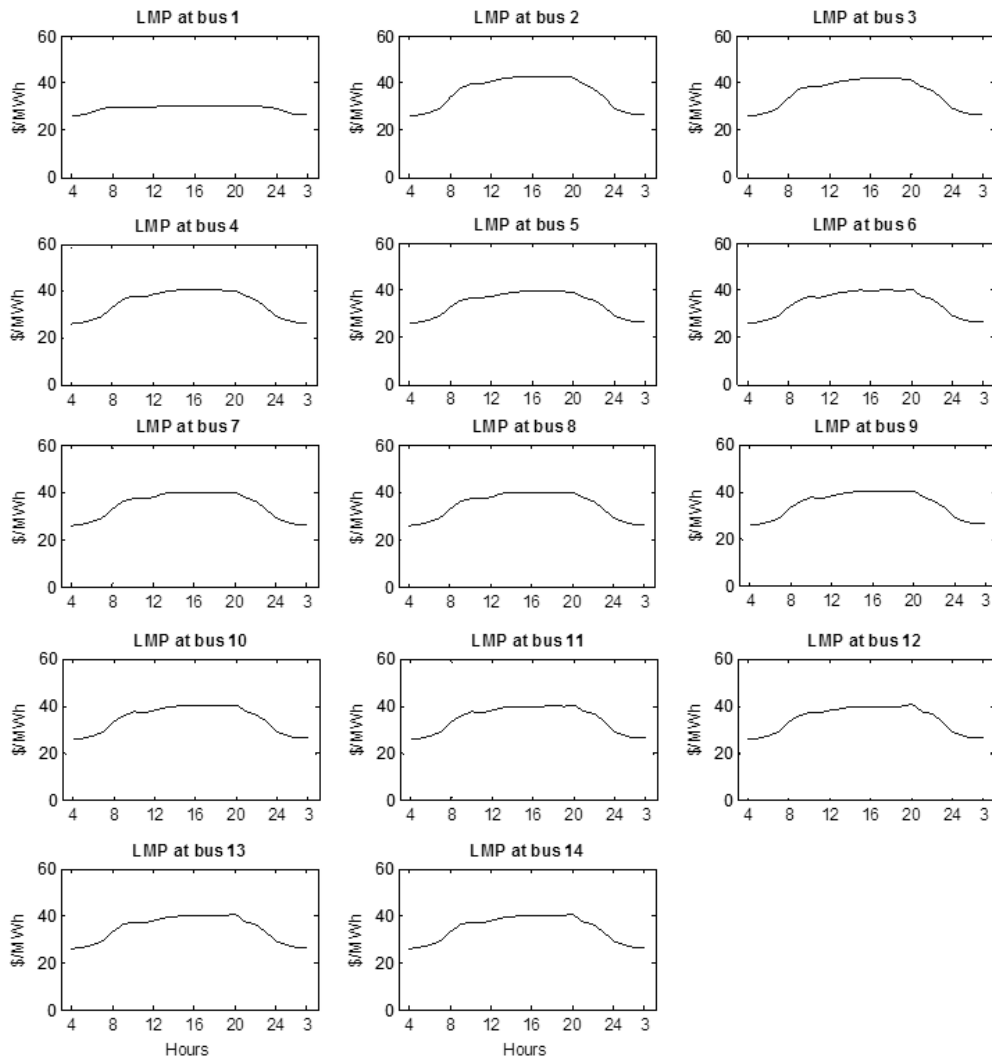 LMP at bus 1
LMP at bus 2
LMP at bus 3
60
40
20
0
$/MWh
4 8 12 16 20 24 3
60
40
20
0
$/MWh
4 8 12 16 20 24 3
60
40
20
0
$/MWh
4 8 12 16 20 24 3
LMP at bus 4
LMP at bus 5
LMP at bus 6
60
40
20
0
$/MWh
4 8 12 16 20 24 3
60
40
20
0
$/MWh
4 8 12 16 20 24 3
60
40
20
0
$/MWh
4 8 12 16 20 24 3
LMP at bus 7
LMP at bus 8
LMP at bus 9
60
40
20
0
$/MWh
4 8 12 16 20 24 3
60
40
20
0
$/MWh
4 8 12 16 20 24 3
60
40
20
0
$/MWh
4 8 12 16 20 24 3
LMP at bus 10
LMP at bus 11
LMP at bus 12
60
40
20
0
$/MWh
4 8 12 16 20 24 3
60
40
20
0
$/MWh
4 8 12 16 20 24 3
60
40
20
0
$/MWh
4 8 12 16 20 24 3
LMP at bus 13
LMP at bus 14
60
40
20
0
$/MWh
4 8 12 16 20 24 3
Hours
60
40
20
0
$/MWh
4 8 12 16 20 24 3
Hours